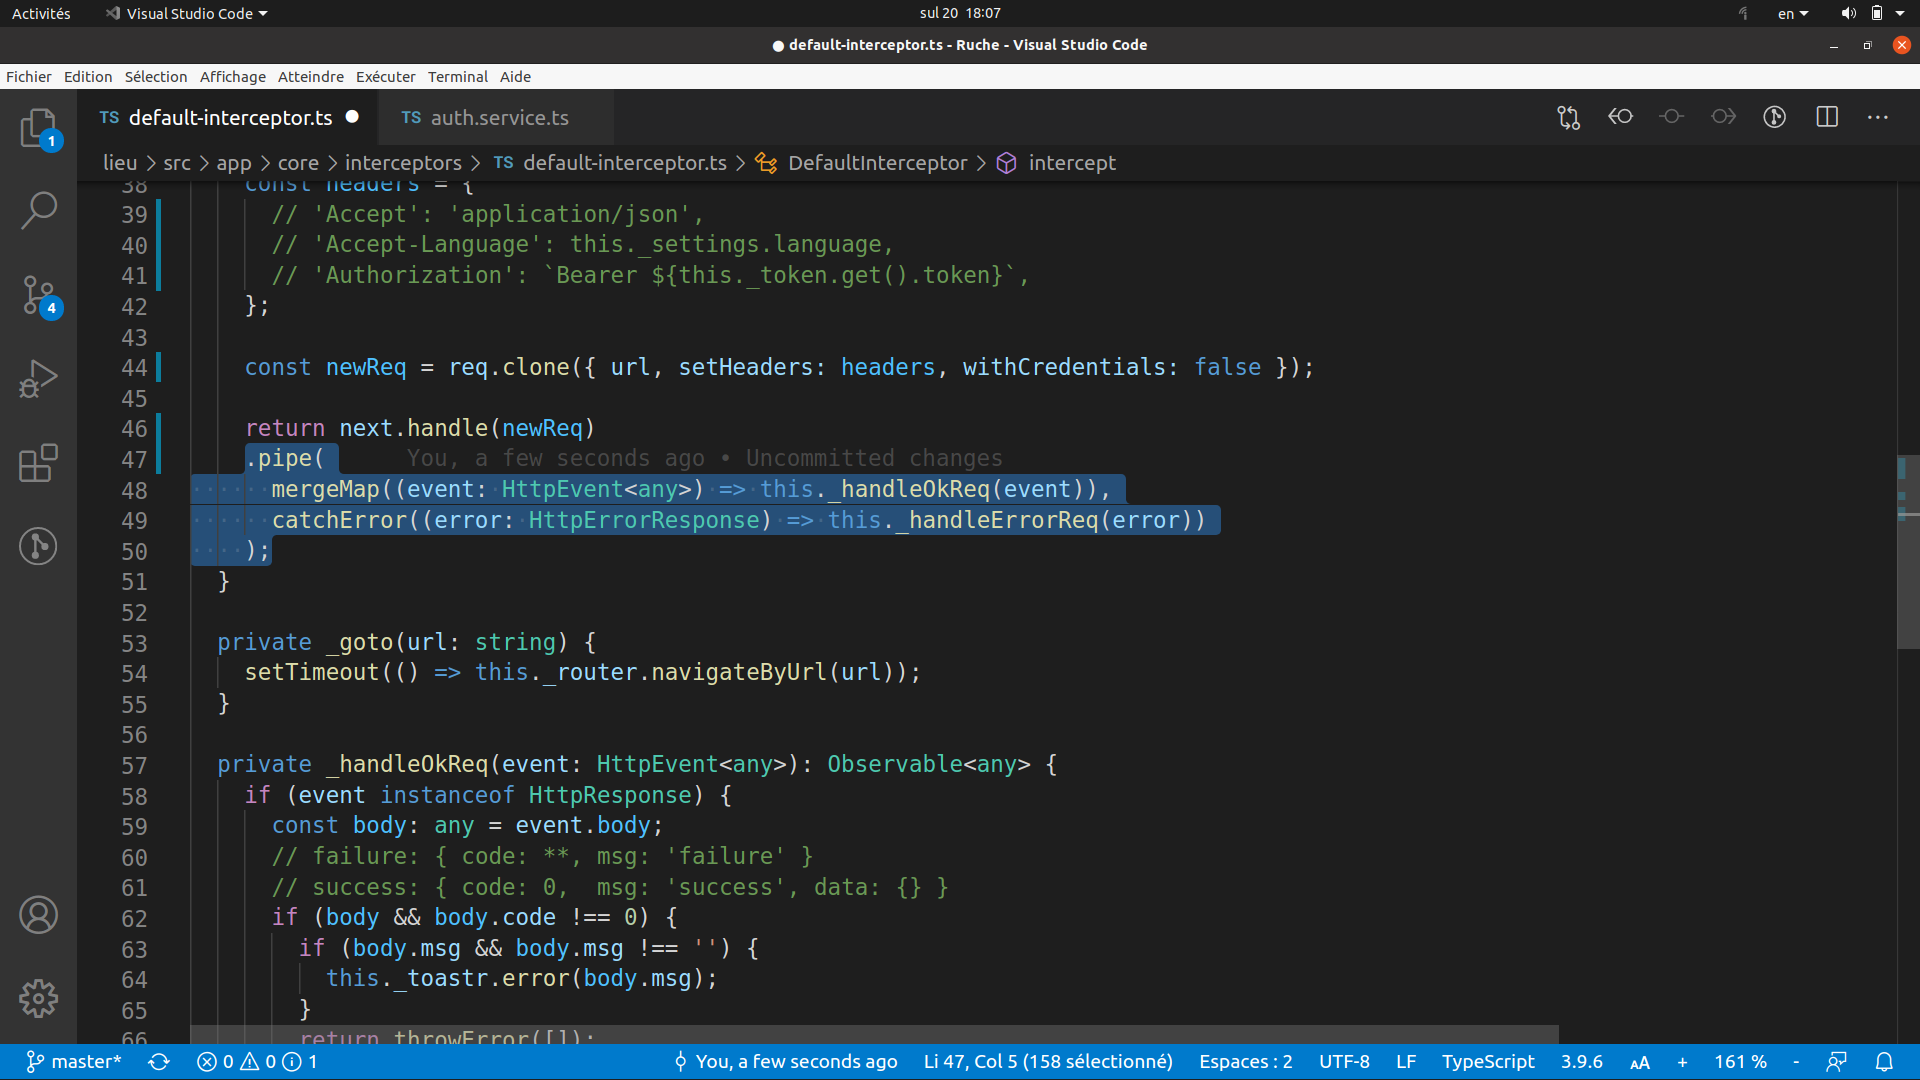 Activités Visual Studio Code sul 20 18:07 en
● default-interceptor.ts - Ruche - Visual Studio Code
Fichier Edition Sélection Affichage Atteindre Exécuter Terminal Aide
TS default-interceptor.ts ● TS auth.service.ts
1
lieu > src > app > core > interceptors > TS default-interceptor.ts > DefaultInterceptor > intercept
38 const headers = {
39 // 'Accept': 'application/json',
40 // 'Accept-Language': this._settings.language,
41 // 'Authorization': `Bearer ${this._token.get().token}`,
42 };
4
43
44 const newReq = req.clone({ url, setHeaders: headers, withCredentials: false });
45
46 return next.handle(newReq)
47 .pipe( You, a few seconds ago • Uncommitted changes
48 mergeMap((event: HttpEvent<any>) => this._handleOkReq(event)),
49 catchError((error: HttpErrorResponse) => this._handleErrorReq(error))
50 );
51 }
52
53 private _goto(url: string) {
54 setTimeout(() => this._router.navigateByUrl(url));
55 }
56
57 private _handleOkReq(event: HttpEvent<any>): Observable<any> {
58 if (event instanceof HttpResponse) {
59 const body: any = event.body;
60 // failure: { code: **, msg: 'failure' }
61 // success: { code: 0,  msg: 'success', data: {} }
62 if (body && body.code !== 0) {
63 if (body.msg && body.msg !== '') {
64 this._toastr.error(body.msg);
65 }
66 return throwError([]);
master* 0 0 1 You, a few seconds ago Li 47, Col 5 (158 sélectionné) Espaces : 2 UTF-8 LF TypeScript 3.9.6 AA + 161 % -